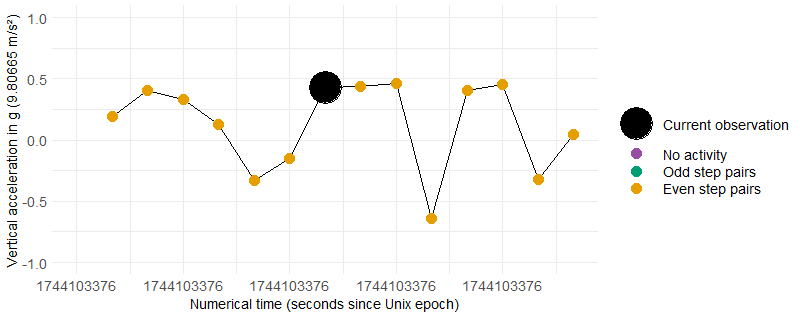 Vertical acceleration in g (9.80665 m/s²)
1.0
0.5
0.0
-0.5
-1.0
1744103376 1744103376 1744103376 1744103376 1744103376
Numerical time (seconds since Unix epoch)
Current observation
No activity
Odd step pairs
Even step pairs